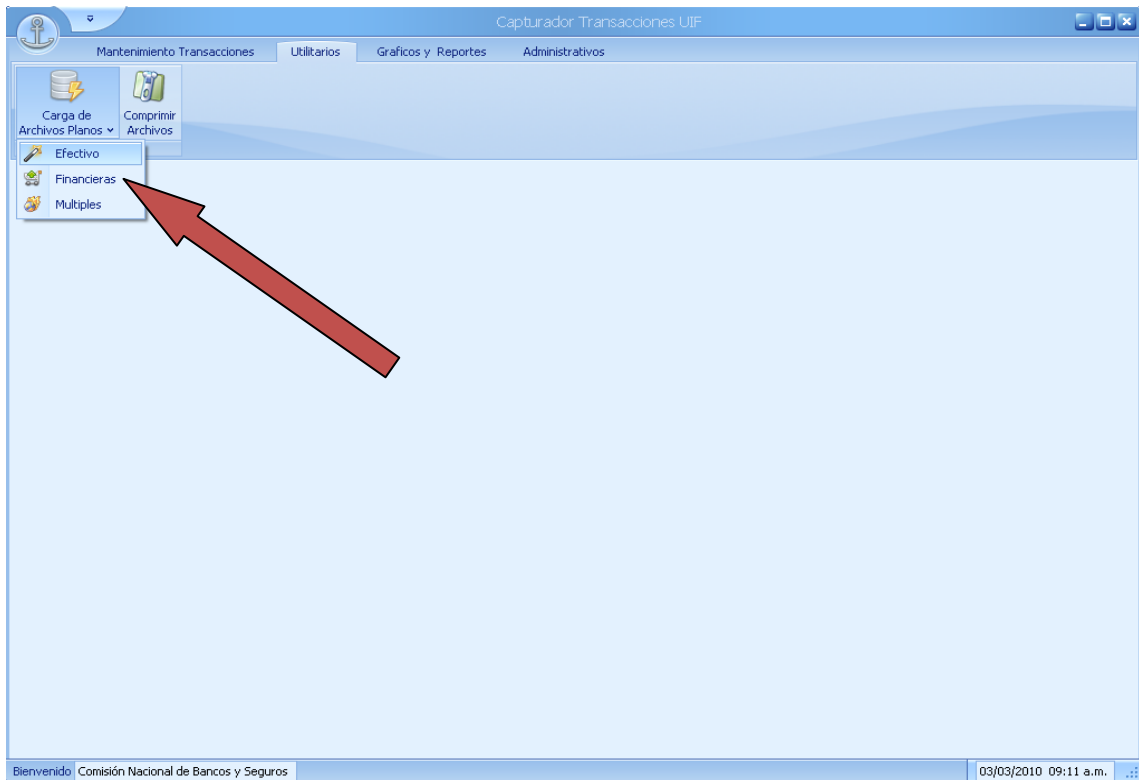 Capturador Transacciones UIF
Mantenimiento Transacciones Utilitarios Graficos y Reportes Administrativos
Carga de
Archivos Planos
Comprimir
Archivos
Efectivo
Financieras
Multiples
Bienvenido Comisión Nacional de Bancos y Seguros 03/03/2010 09:11 a.m.